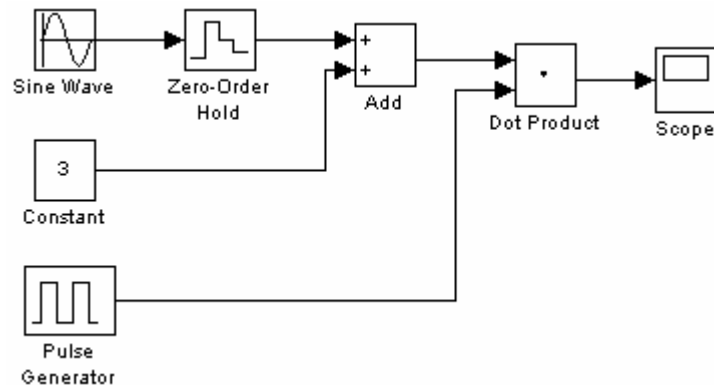 +
+
Sine Wave
Zero-Order
Hold
Add
Dot Product
Scope
3
Constant
Pulse
Generator